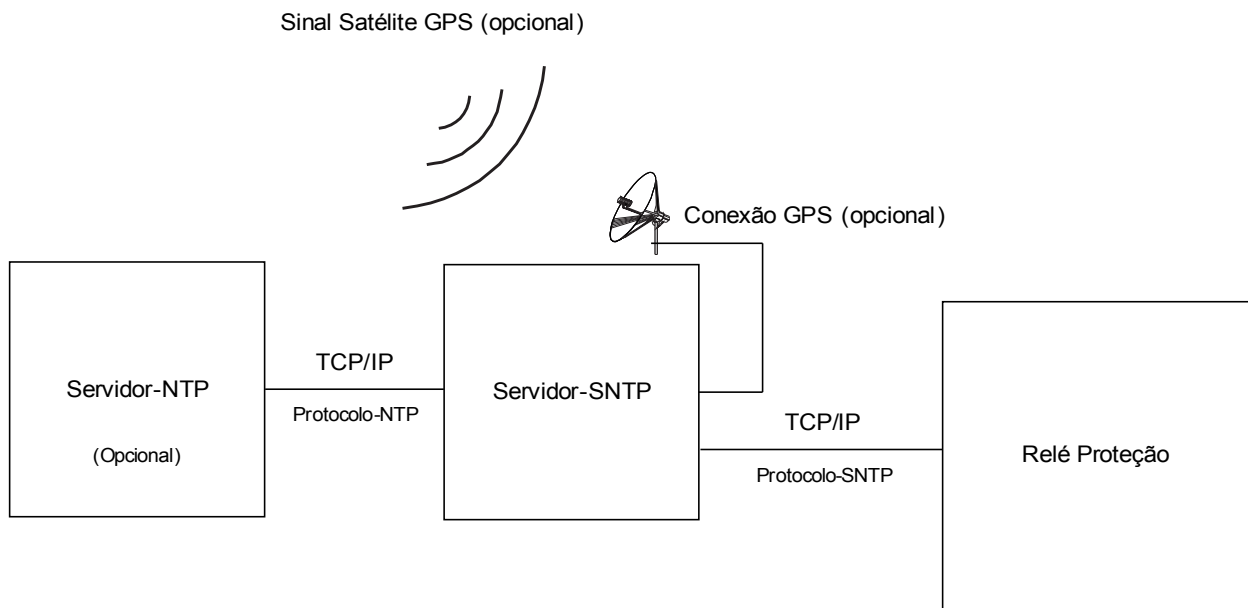 Sinal Satélite GPS (opcional)
Conexão GPS (opcional)
Servidor-NTP
(Opcional)
TCP/IP
Protocolo-NTP
Servidor-SNTP
TCP/IP
Protocolo-SNTP
Relé Proteção